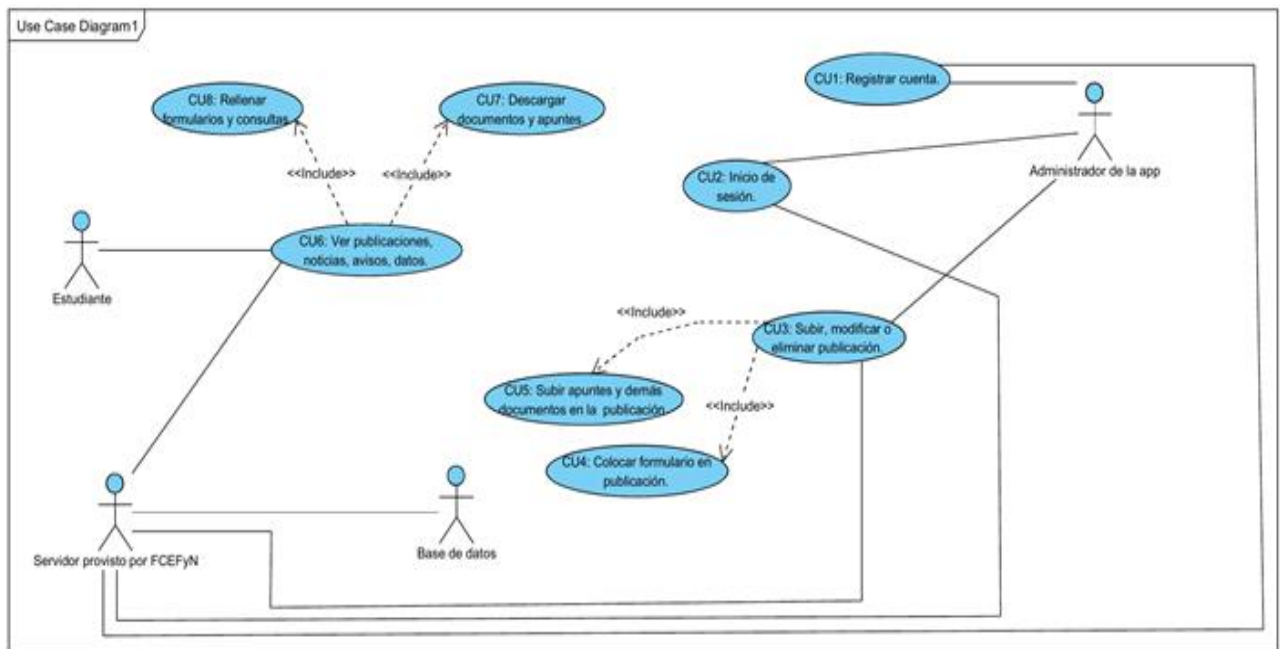 Use Case Diagram1
CU1: Registrar cuenta.
CU8: Rellenar
formularios y consultas
CU7: Descargar
documentos y apuntes
<<Include>>
<<Include>>
CU2: Inicio de
sesión.
Administrador de la app
CU6: Ver publicaciones,
noticias, avisos, datos.
Estudiante
<<Include>>
CU3: Subir, modificar o
eliminar publicación.
CU5: Subir apuntes y demás
documentos en la publicación
<<Include>>
CU4: Colocar formulario en
publicación.
Servidor provisto por FCEFyN
Base de datos